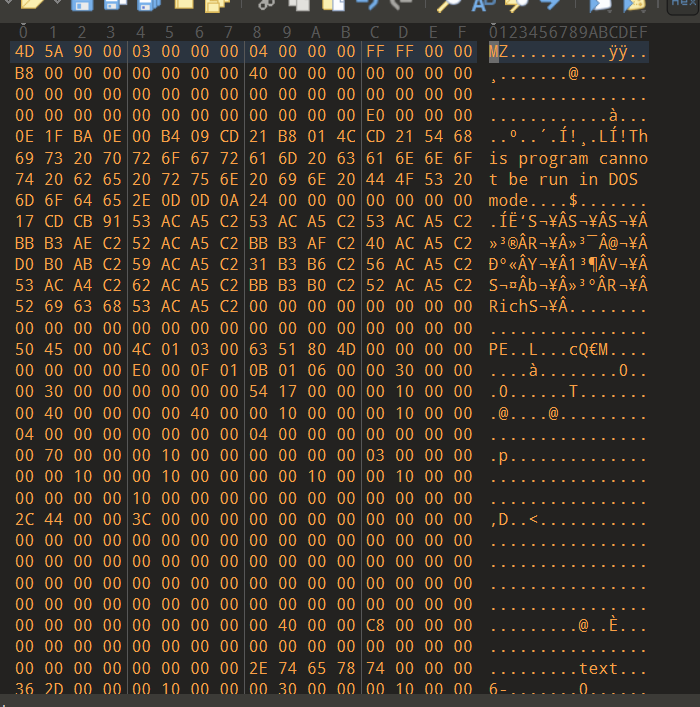 Hex
0 1 2 3 4 5 6 7 8 9 A B C D E F 0123456789ABCDEF
4D 5A 90 00 03 00 00 00 04 00 00 00 FF FF 00 00 MZ..........ÿÿ..
B8 00 00 00 00 00 00 00 40 00 00 00 00 00 00 00 ¸.......@.......
00 00 00 00 00 00 00 00 00 00 00 00 00 00 00 00 ................
00 00 00 00 00 00 00 00 00 00 00 00 E0 00 00 00 ............à...
0E 1F BA 0E 00 B4 09 CD 21 B8 01 4C CD 21 54 68 ..º..´.Í!¸.LÍ!Th
69 73 20 70 72 6F 67 72 61 6D 20 63 61 6E 6E 6F is program canno
74 20 62 65 20 72 75 6E 20 69 6E 20 44 4F 53 20 t be run in DOS
6D 6F 64 65 2E 0D 0D 0A 24 00 00 00 00 00 00 00 mode....$.......
17 CD CB 91 53 AC A5 C2 53 AC A5 C2 53 AC A5 C2 .ÍË‘S¬¥ÂS¬¥ÂS¬¥Â
BB B3 AE C2 52 AC A5 C2 BB B3 AF C2 40 AC A5 C2 »³®ÂR¬¥Â»³¯Â@¬¥Â
D0 B0 AB C2 59 AC A5 C2 31 B3 B6 C2 56 AC A5 C2 Ð°«ÂY¬¥Â1³¶ÂV¬¥Â
53 AC A4 C2 62 AC A5 C2 BB B3 B0 C2 52 AC A5 C2 S¬¤Âb¬¥Â»³°ÂR¬¥Â
52 69 63 68 53 AC A5 C2 00 00 00 00 00 00 00 00 RichS¬¥Â........
00 00 00 00 00 00 00 00 00 00 00 00 00 00 00 00 ................
50 45 00 00 4C 01 03 00 63 51 80 4D 00 00 00 00 PE..L...cQ€M....
00 00 00 00 E0 00 0F 01 0B 01 06 00 00 30 00 00 ....à........0..
00 30 00 00 00 00 00 00 54 17 00 00 00 10 00 00 .0......T.......
00 40 00 00 00 00 40 00 00 10 00 00 00 10 00 00 .@....@.........
04 00 00 00 00 00 00 00 04 00 00 00 00 00 00 00 ................
00 70 00 00 00 10 00 00 00 00 00 00 03 00 00 00 .p..............
00 00 10 00 00 10 00 00 00 00 10 00 00 10 00 00 ................
00 00 00 00 10 00 00 00 00 00 00 00 00 00 00 00 ................
2C 44 00 00 3C 00 00 00 00 00 00 00 00 00 00 00 ,D..<...........
00 00 00 00 00 00 00 00 00 00 00 00 00 00 00 00 ................
00 00 00 00 00 00 00 00 00 00 00 00 00 00 00 00 ................
00 00 00 00 00 00 00 00 00 00 00 00 00 00 00 00 ................
00 00 00 00 00 00 00 00 00 00 00 00 00 00 00 00 ................
00 00 00 00 00 00 00 00 00 40 00 00 C8 00 00 00 .........@..È...
00 00 00 00 00 00 00 00 00 00 00 00 00 00 00 00 ................
00 00 00 00 00 00 00 00 2E 74 65 78 74 00 00 00 .........text...
36 2D 00 00 00 10 00 00 00 30 00 00 00 10 00 00 6-.......0......